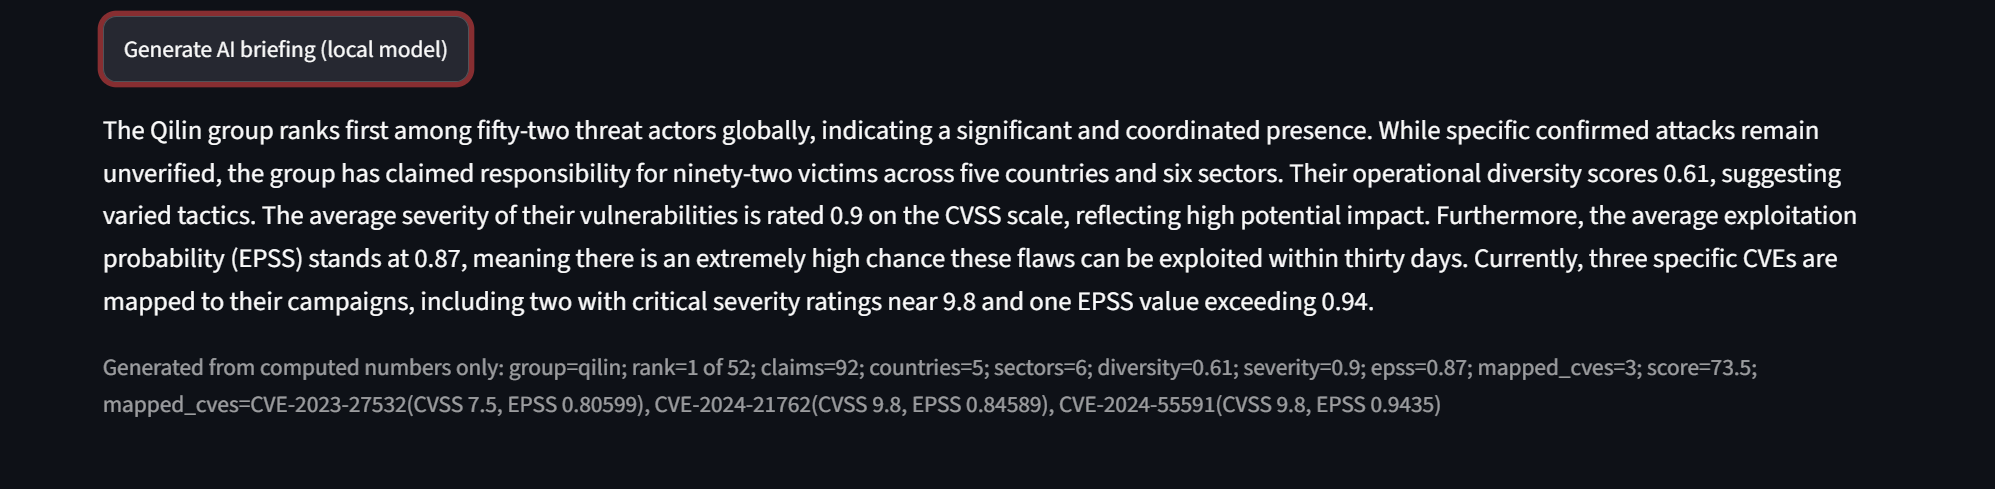 Generate AI briefing (local model)
The Qilin group ranks first among fifty-two threat actors globally, indicating a significant and coordinated presence. While specific confirmed attacks remain
unverified, the group has claimed responsibility for ninety-two victims across five countries and six sectors. Their operational diversity scores 0.61, suggesting
varied tactics. The average severity of their vulnerabilities is rated 0.9 on the CVSS scale, reflecting high potential impact. Furthermore, the average exploitation
probability (EPSS) stands at 0.87, meaning there is an extremely high chance these flaws can be exploited within thirty days. Currently, three specific CVEs are
mapped to their campaigns, including two with critical severity ratings near 9.8 and one EPSS value exceeding 0.94.
Generated from computed numbers only: group=qilin; rank=1 of 52; claims=92; countries=5; sectors=6; diversity=0.61; severity=0.9; epss=0.87; mapped_cves=3; score=73.5;
mapped_cves=CVE-2023-27532(CVSS 7.5, EPSS 0.80599), CVE-2024-21762(CVSS 9.8, EPSS 0.84589), CVE-2024-55591(CVSS 9.8, EPSS 0.9435)